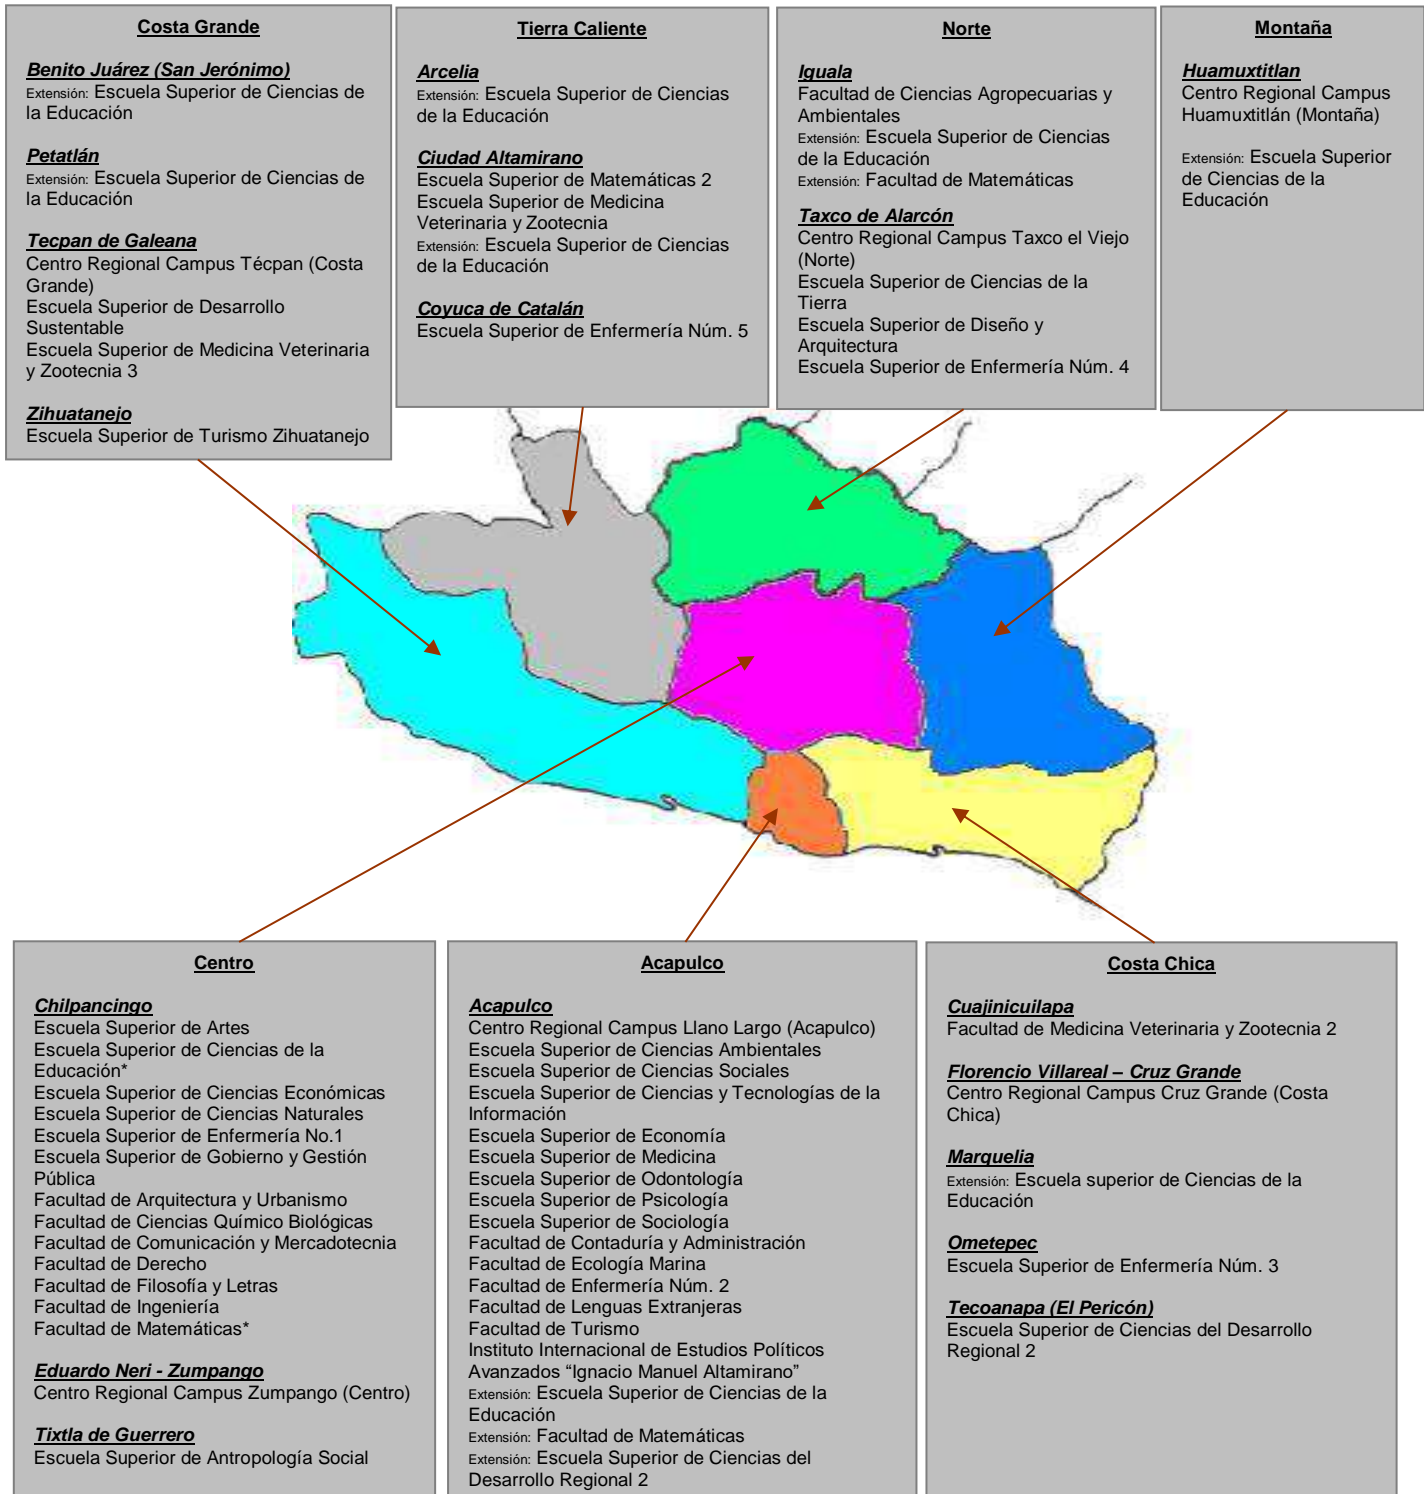 Costa Grande
Benito Juárez (San Jerónimo)
Extensión: Escuela Superior de Ciencias de
la Educación
Petatlán
Extensión: Escuela Superior de Ciencias de
la Educación
Tecpan de Galeana
Centro Regional Campus Técpan (Costa
Grande)
Escuela Superior de Desarrollo
Sustentable
Escuela Superior de Medicina Veterinaria
y Zootecnia 3
Zihuatanejo
Escuela Superior de Turismo Zihuatanejo
Tierra Caliente
Arcelia
Extensión: Escuela Superior de Ciencias
de la Educación
Ciudad Altamirano
Escuela Superior de Matemáticas 2
Escuela Superior de Medicina
Veterinaria y Zootecnia
Extensión: Escuela Superior de Ciencias
de la Educación
Coyuca de Catalán
Escuela Superior de Enfermería Núm. 5
Norte
Iguala
Facultad de Ciencias Agropecuarias y
Ambientales
Extensión: Escuela Superior de Ciencias
de la Educación
Extensión: Facultad de Matemáticas
Taxco de Alarcón
Centro Regional Campus Taxco el Viejo
(Norte)
Escuela Superior de Ciencias de la
Tierra
Escuela Superior de Diseño y
Arquitectura
Escuela Superior de Enfermería Núm. 4
Montaña
Huamuxtitlan
Centro Regional Campus
Huamuxtitlán (Montaña)
Extensión: Escuela Superior
de Ciencias de la
Educación
Centro
Chilpancingo
Escuela Superior de Artes
Escuela Superior de Ciencias de la
Educación*
Escuela Superior de Ciencias Económicas
Escuela Superior de Ciencias Naturales
Escuela Superior de Enfermería No.1
Escuela Superior de Gobierno y Gestión
Pública
Facultad de Arquitectura y Urbanismo
Facultad de Ciencias Químico Biológicas
Facultad de Comunicación y Mercadotecnia
Facultad de Derecho
Facultad de Filosofía y Letras
Facultad de Ingeniería
Facultad de Matemáticas*
Eduardo Neri - Zumpango
Centro Regional Campus Zumpango (Centro)
Tixtla de Guerrero
Escuela Superior de Antropología Social
Acapulco
Acapulco
Centro Regional Campus Llano Largo (Acapulco)
Escuela Superior de Ciencias Ambientales
Escuela Superior de Ciencias Sociales
Escuela Superior de Ciencias y Tecnologías de la
Información
Escuela Superior de Economía
Escuela Superior de Medicina
Escuela Superior de Odontología
Escuela Superior de Psicología
Escuela Superior de Sociología
Facultad de Contaduría y Administración
Facultad de Ecología Marina
Facultad de Enfermería Núm. 2
Facultad de Lenguas Extranjeras
Facultad de Turismo
Instituto Internacional de Estudios Políticos
Avanzados “Ignacio Manuel Altamirano”
Extensión: Escuela Superior de Ciencias de la
Educación
Extensión: Facultad de Matemáticas
Extensión: Escuela Superior de Ciencias del
Desarrollo Regional 2
Costa Chica
Cuajinicuilapa
Facultad de Medicina Veterinaria y Zootecnia 2
Florencio Villareal – Cruz Grande
Centro Regional Campus Cruz Grande (Costa
Chica)
Marquelia
Extensión: Escuela superior de Ciencias de la
Educación
Ometepec
Escuela Superior de Enfermería Núm. 3
Tecoanapa (El Pericón)
Escuela Superior de Ciencias del Desarrollo
Regional 2